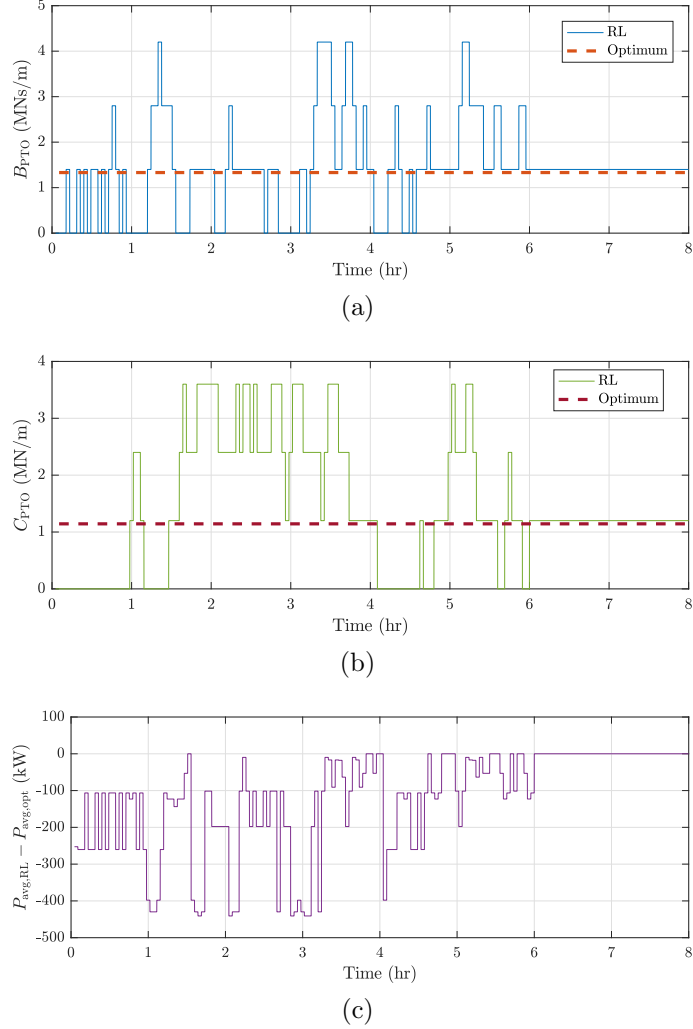 5
4
3
2
1
0
B_PTO (MNs/m)
RL
Optimum
0 1 2 3 4 5 6 7 8
Time (hr)
(a)
4
3
2
1
0
C_PTO (MN/m)
RL
Optimum
0 1 2 3 4 5 6 7 8
Time (hr)
(b)
100
0
-100
-200
-300
-400
-500
P_avg,RL − P_avg,opt (kW)
0 1 2 3 4 5 6 7 8
Time (hr)
(c)